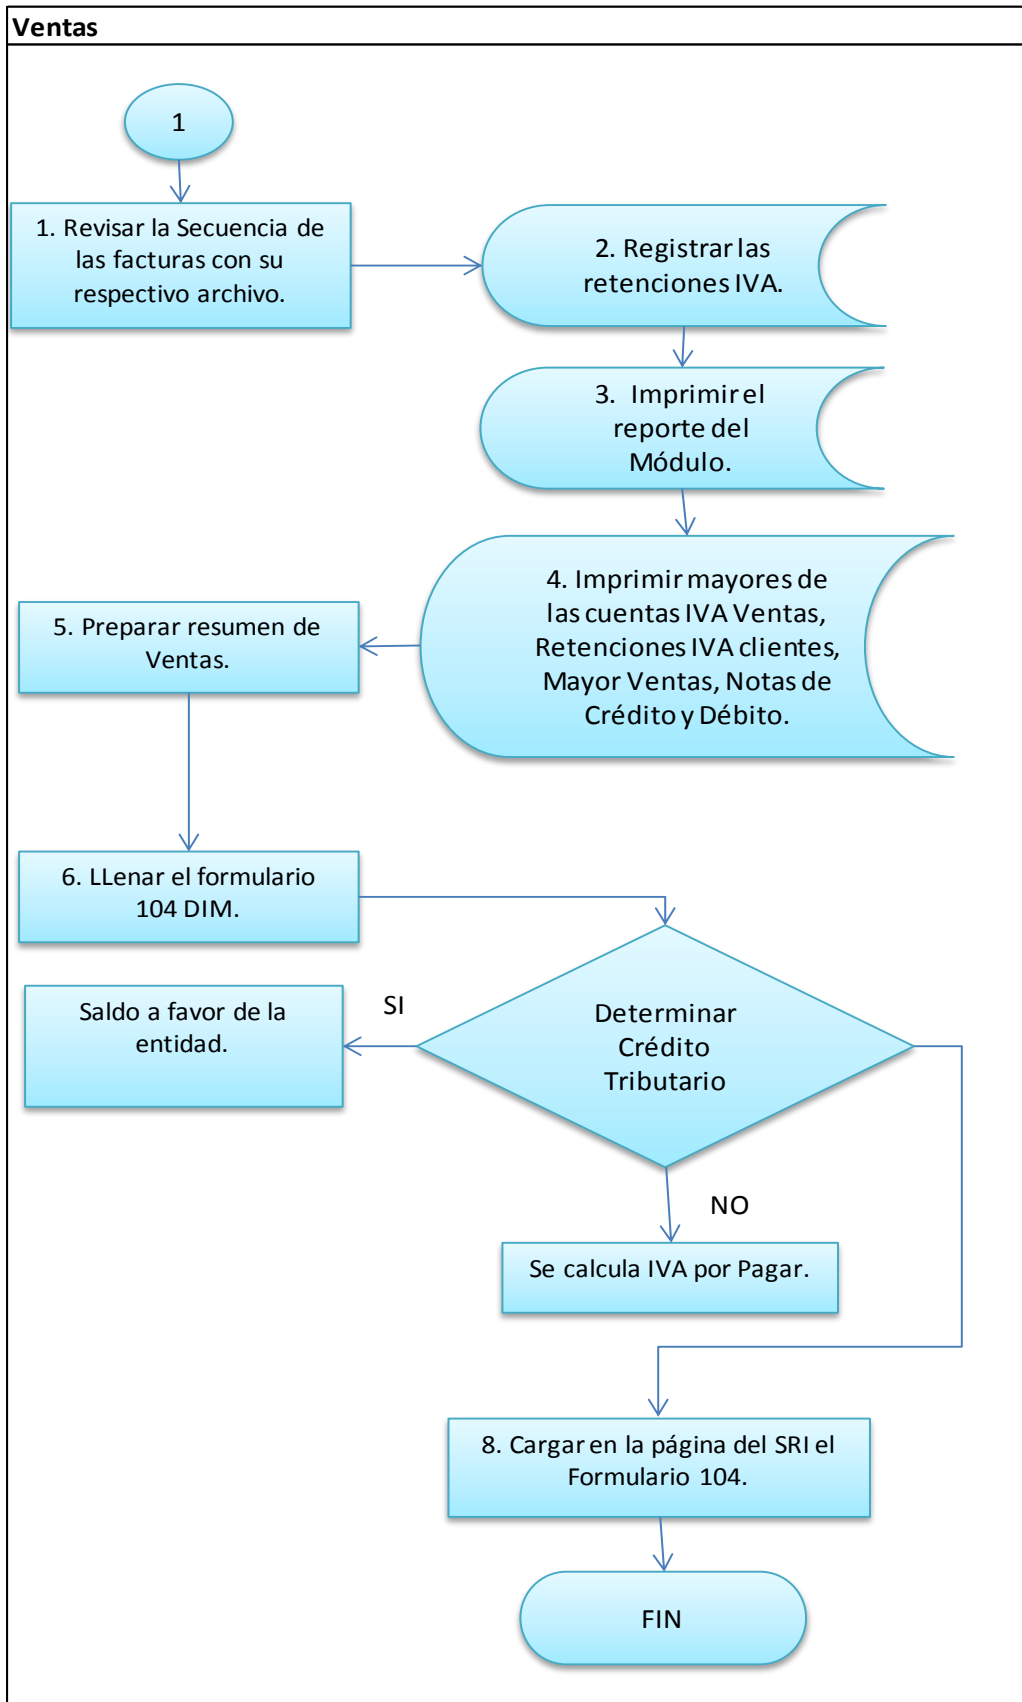 Ventas
1
1. Revisar la Secuencia de
las facturas con su
respectivo archivo.
2. Registrar las
retenciones IVA.
3. Imprimir el
reporte del
Módulo.
4. Imprimir mayores de
las cuentas IVA Ventas,
Retenciones IVA clientes,
Mayor Ventas, Notas de
Crédito y Débito.
5. Preparar resumen de
Ventas.
6. LLenar el formulario
104 DIM.
Determinar
Crédito
Tributario
SI
Saldo a favor de la
entidad.
NO
Se calcula IVA por Pagar.
8. Cargar en la página del SRI el
Formulario 104.
FIN